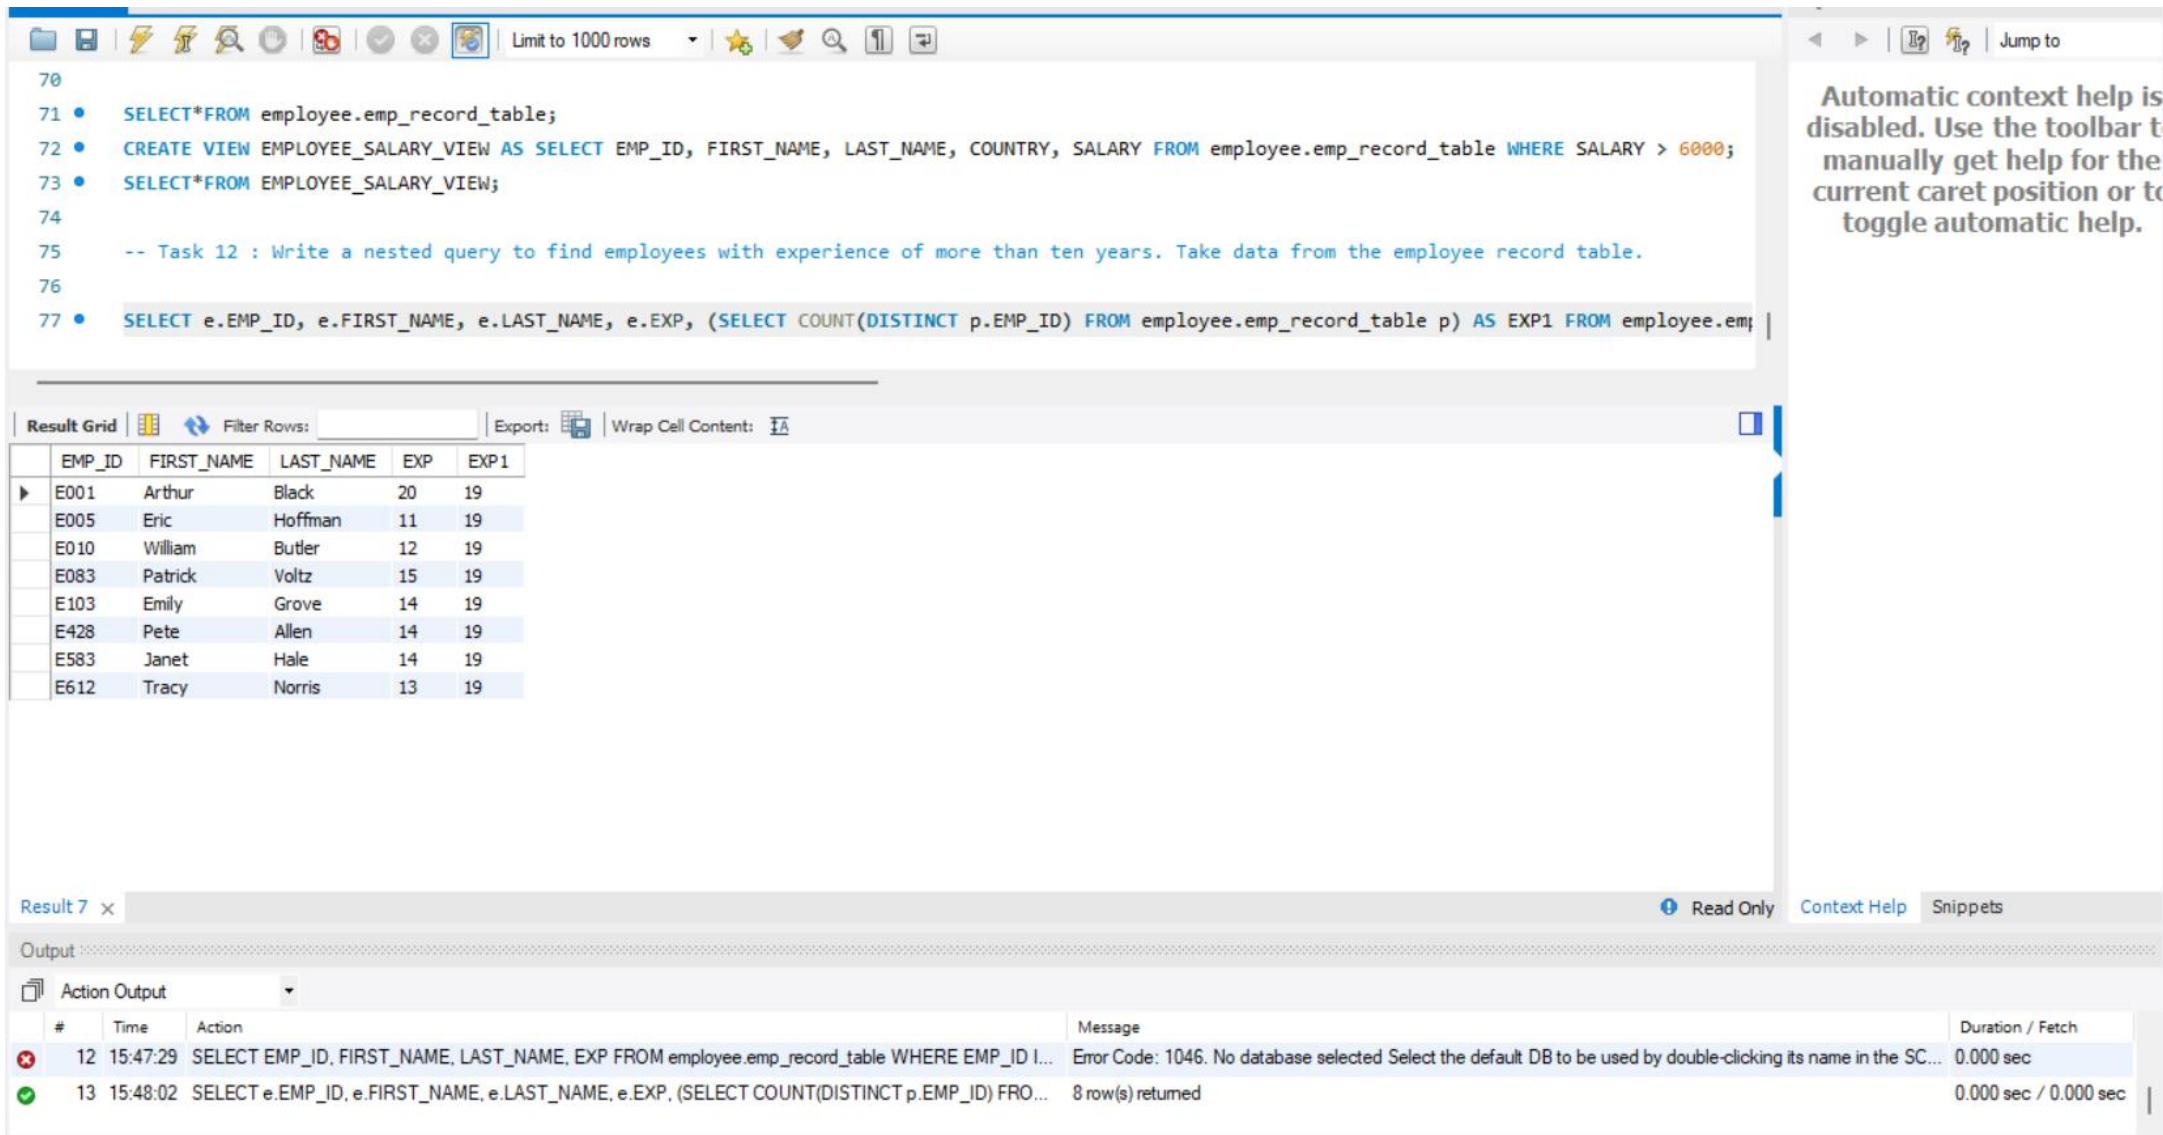 Limit to 1000 rows
Jump to
70
71 SELECT*FROM employee.emp_record_table;
72 CREATE VIEW EMPLOYEE_SALARY_VIEW AS SELECT EMP_ID, FIRST_NAME, LAST_NAME, COUNTRY, SALARY FROM employee.emp_record_table WHERE SALARY > 6000;
73 SELECT*FROM EMPLOYEE_SALARY_VIEW;
74
75 -- Task 12 : Write a nested query to find employees with experience of more than ten years. Take data from the employee record table.
76
77 SELECT e.EMP_ID, e.FIRST_NAME, e.LAST_NAME, e.EXP, (SELECT COUNT(DISTINCT p.EMP_ID) FROM employee.emp_record_table p) AS EXP1 FROM employee.emp
Automatic context help is
disabled. Use the toolbar t
manually get help for the
current caret position or to
toggle automatic help.
Result Grid Filter Rows: Export: Wrap Cell Content: IA
EMP_ID FIRST_NAME LAST_NAME EXP EXP1
E001 Arthur Black 20 19
E005 Eric Hoffman 11 19
E010 William Butler 12 19
E083 Patrick Voltz 15 19
E103 Emily Grove 14 19
E428 Pete Allen 14 19
E583 Janet Hale 14 19
E612 Tracy Norris 13 19
Result 7
Read Only
Context Help Snippets
Output
Action Output
# Time Action Message Duration / Fetch
12 15:47:29 SELECT EMP_ID, FIRST_NAME, LAST_NAME, EXP FROM employee.emp_record_table WHERE EMP_ID I... Error Code: 1046. No database selected Select the default DB to be used by double-clicking its name in the SC... 0.000 sec
13 15:48:02 SELECT e.EMP_ID, e.FIRST_NAME, e.LAST_NAME, e.EXP, (SELECT COUNT(DISTINCT p.EMP_ID) FRO... 8 row(s) returned 0.000 sec / 0.000 sec